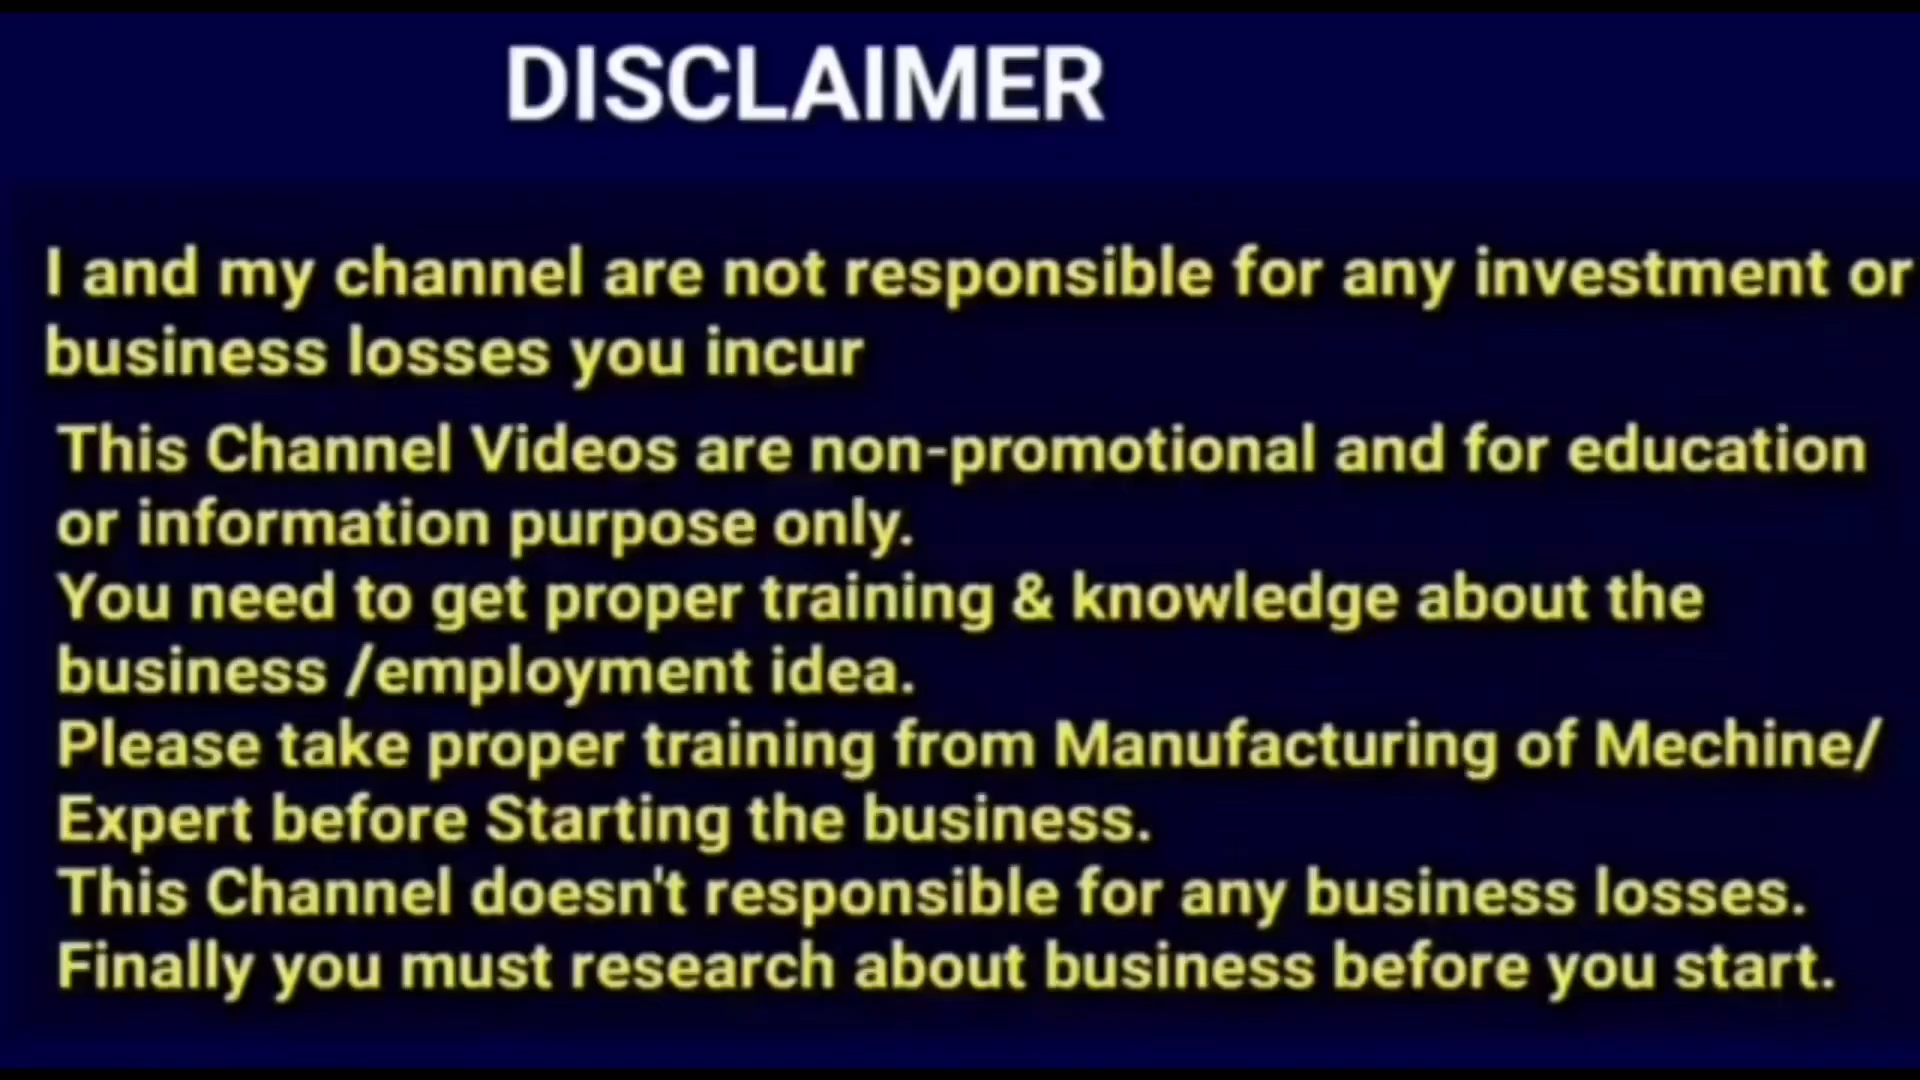 DISCLAIMER
I and my channel are not responsible for any investment or
business losses you incur
This Channel Videos are non-promotional and for education
or information purpose only.
You need to get proper training & knowledge about the
business /employment idea.
Please take proper training from Manufacturing of Mechine/
Expert before Starting the business.
This Channel doesn't responsible for any business losses.
Finally you must research about business before you start.